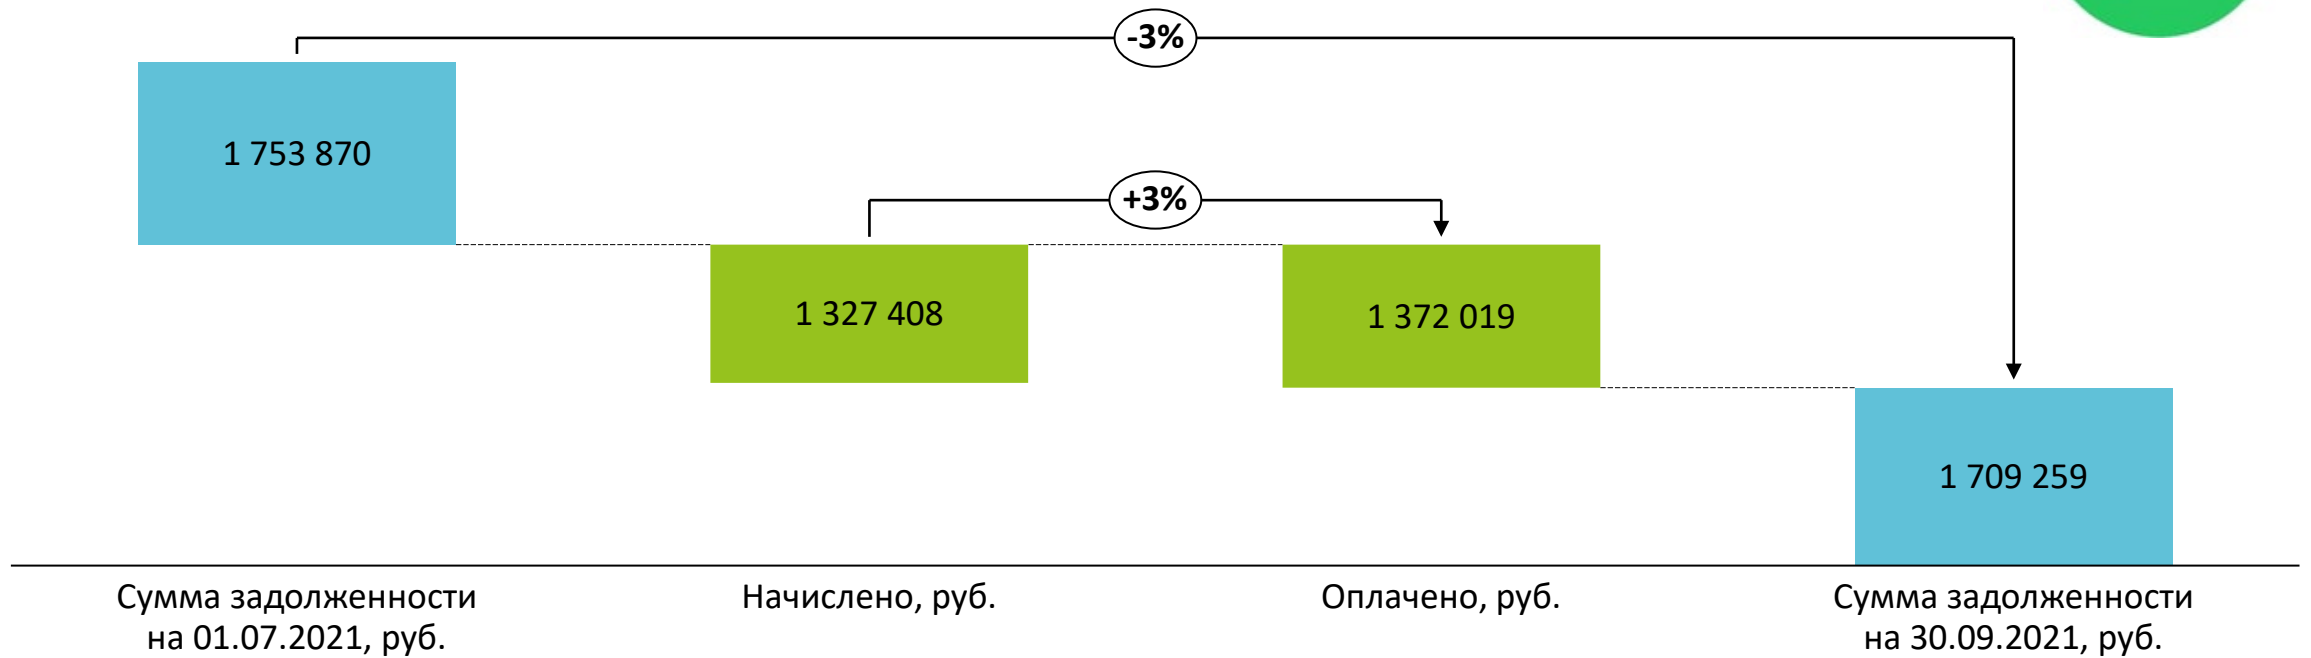 -3%
1 753 870
+3%
1 327 408
1 372 019
1 709 259
Сумма задолженности
на 01.07.2021, руб.
Начислено, руб.
Оплачено, руб.
Сумма задолженности
на 30.09.2021, руб.